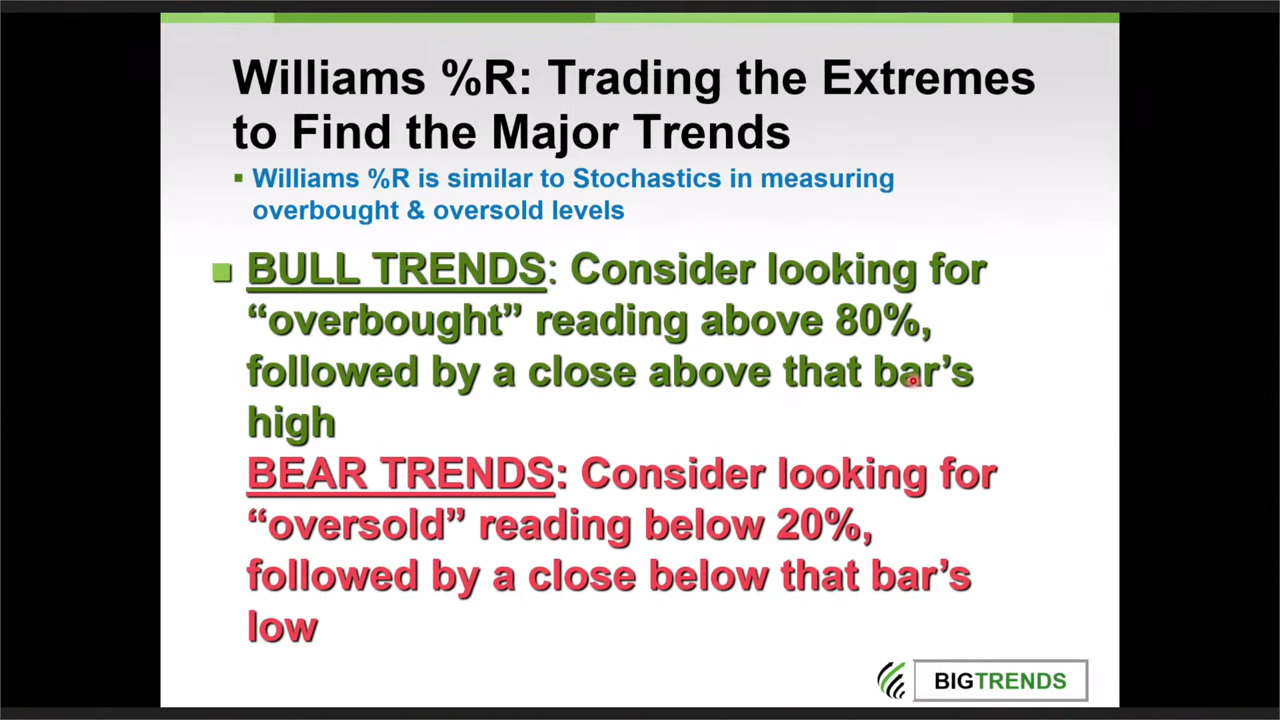 Williams %R: Trading the Extremes
to Find the Major Trends
Williams %R is similar to Stochastics in measuring
overbought & oversold levels
BULL TRENDS: Consider looking for
“overbought” reading above 80%,
followed by a close above that bar’s
high
BEAR TRENDS: Consider looking for
“oversold” reading below 20%,
followed by a close below that bar’s
low
BIGTRENDS